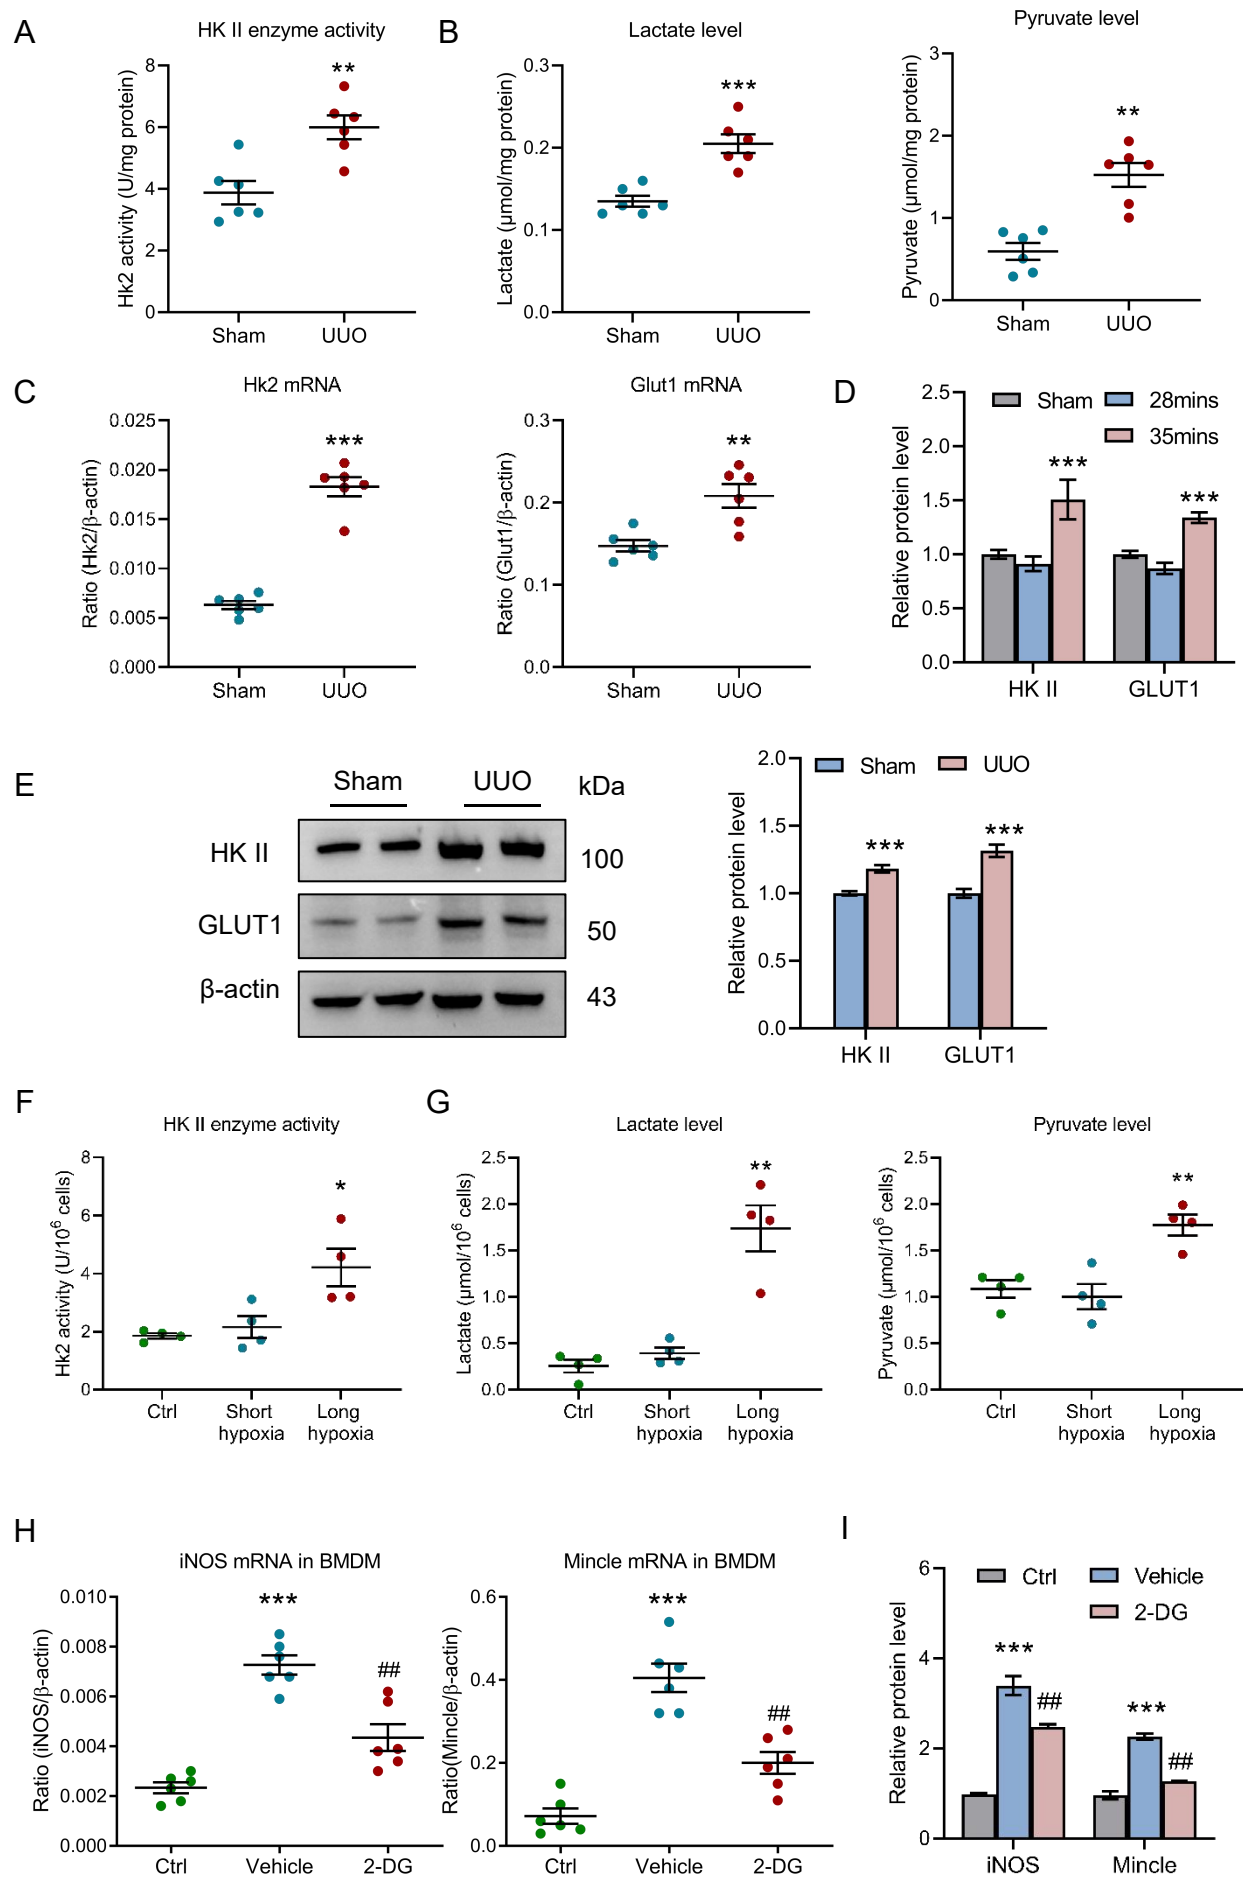 A
HK II enzyme activity
Hk2 activity (U/mg protein)
8
6
4
2
0
**
Sham
UUO
B
Lactate level
Lactate (μmol/mg protein)
0.3
0.2
0.1
0.0
***
Sham
UUO
Pyruvate level
Pyruvate (μmol/mg protein)
3
2
1
0
**
Sham
UUO
C
Hk2 mRNA
Ratio (Hk2/β-actin)
0.025
0.020
0.015
0.010
0.005
0.000
***
Sham
UUO
Glut1 mRNA
Ratio (Glut1/β-actin)
0.3
0.2
0.1
0.0
**
Sham
UUO
D
Relative protein level
2.5
2.0
1.5
1.0
0.5
0.0
Sham
28mins
35mins
***
***
HK II
GLUT1
E
Sham
UUO
kDa
HK II
100
GLUT1
50
β-actin
43
Relative protein level
2.0
1.5
1.0
0.5
0.0
Sham
UUO
***
***
HK II
GLUT1
F
HK II enzyme activity
Hk2 activity (U/10⁶ cells)
8
6
4
2
0
*
Ctrl
Short hypoxia
Long hypoxia
G
Lactate level
Lactate (μmol/10⁶ cells)
2.5
2.0
1.5
1.0
0.5
0.0
**
Ctrl
Short hypoxia
Long hypoxia
Pyruvate level
Pyruvate (μmol/10⁶ cells)
2.5
2.0
1.5
1.0
0.5
0.0
**
Ctrl
Short hypoxia
Long hypoxia
H
iNOS mRNA in BMDM
Ratio (iNOS/β-actin)
0.010
0.008
0.006
0.004
0.002
0.000
***
##
Ctrl
Vehicle
2-DG
Mincle mRNA in BMDM
Ratio(Mincle/β-actin)
0.6
0.4
0.2
0.0
***
##
Ctrl
Vehicle
2-DG
I
Relative protein level
6
4
2
0
Ctrl
Vehicle
2-DG
***
##
***
##
iNOS
Mincle